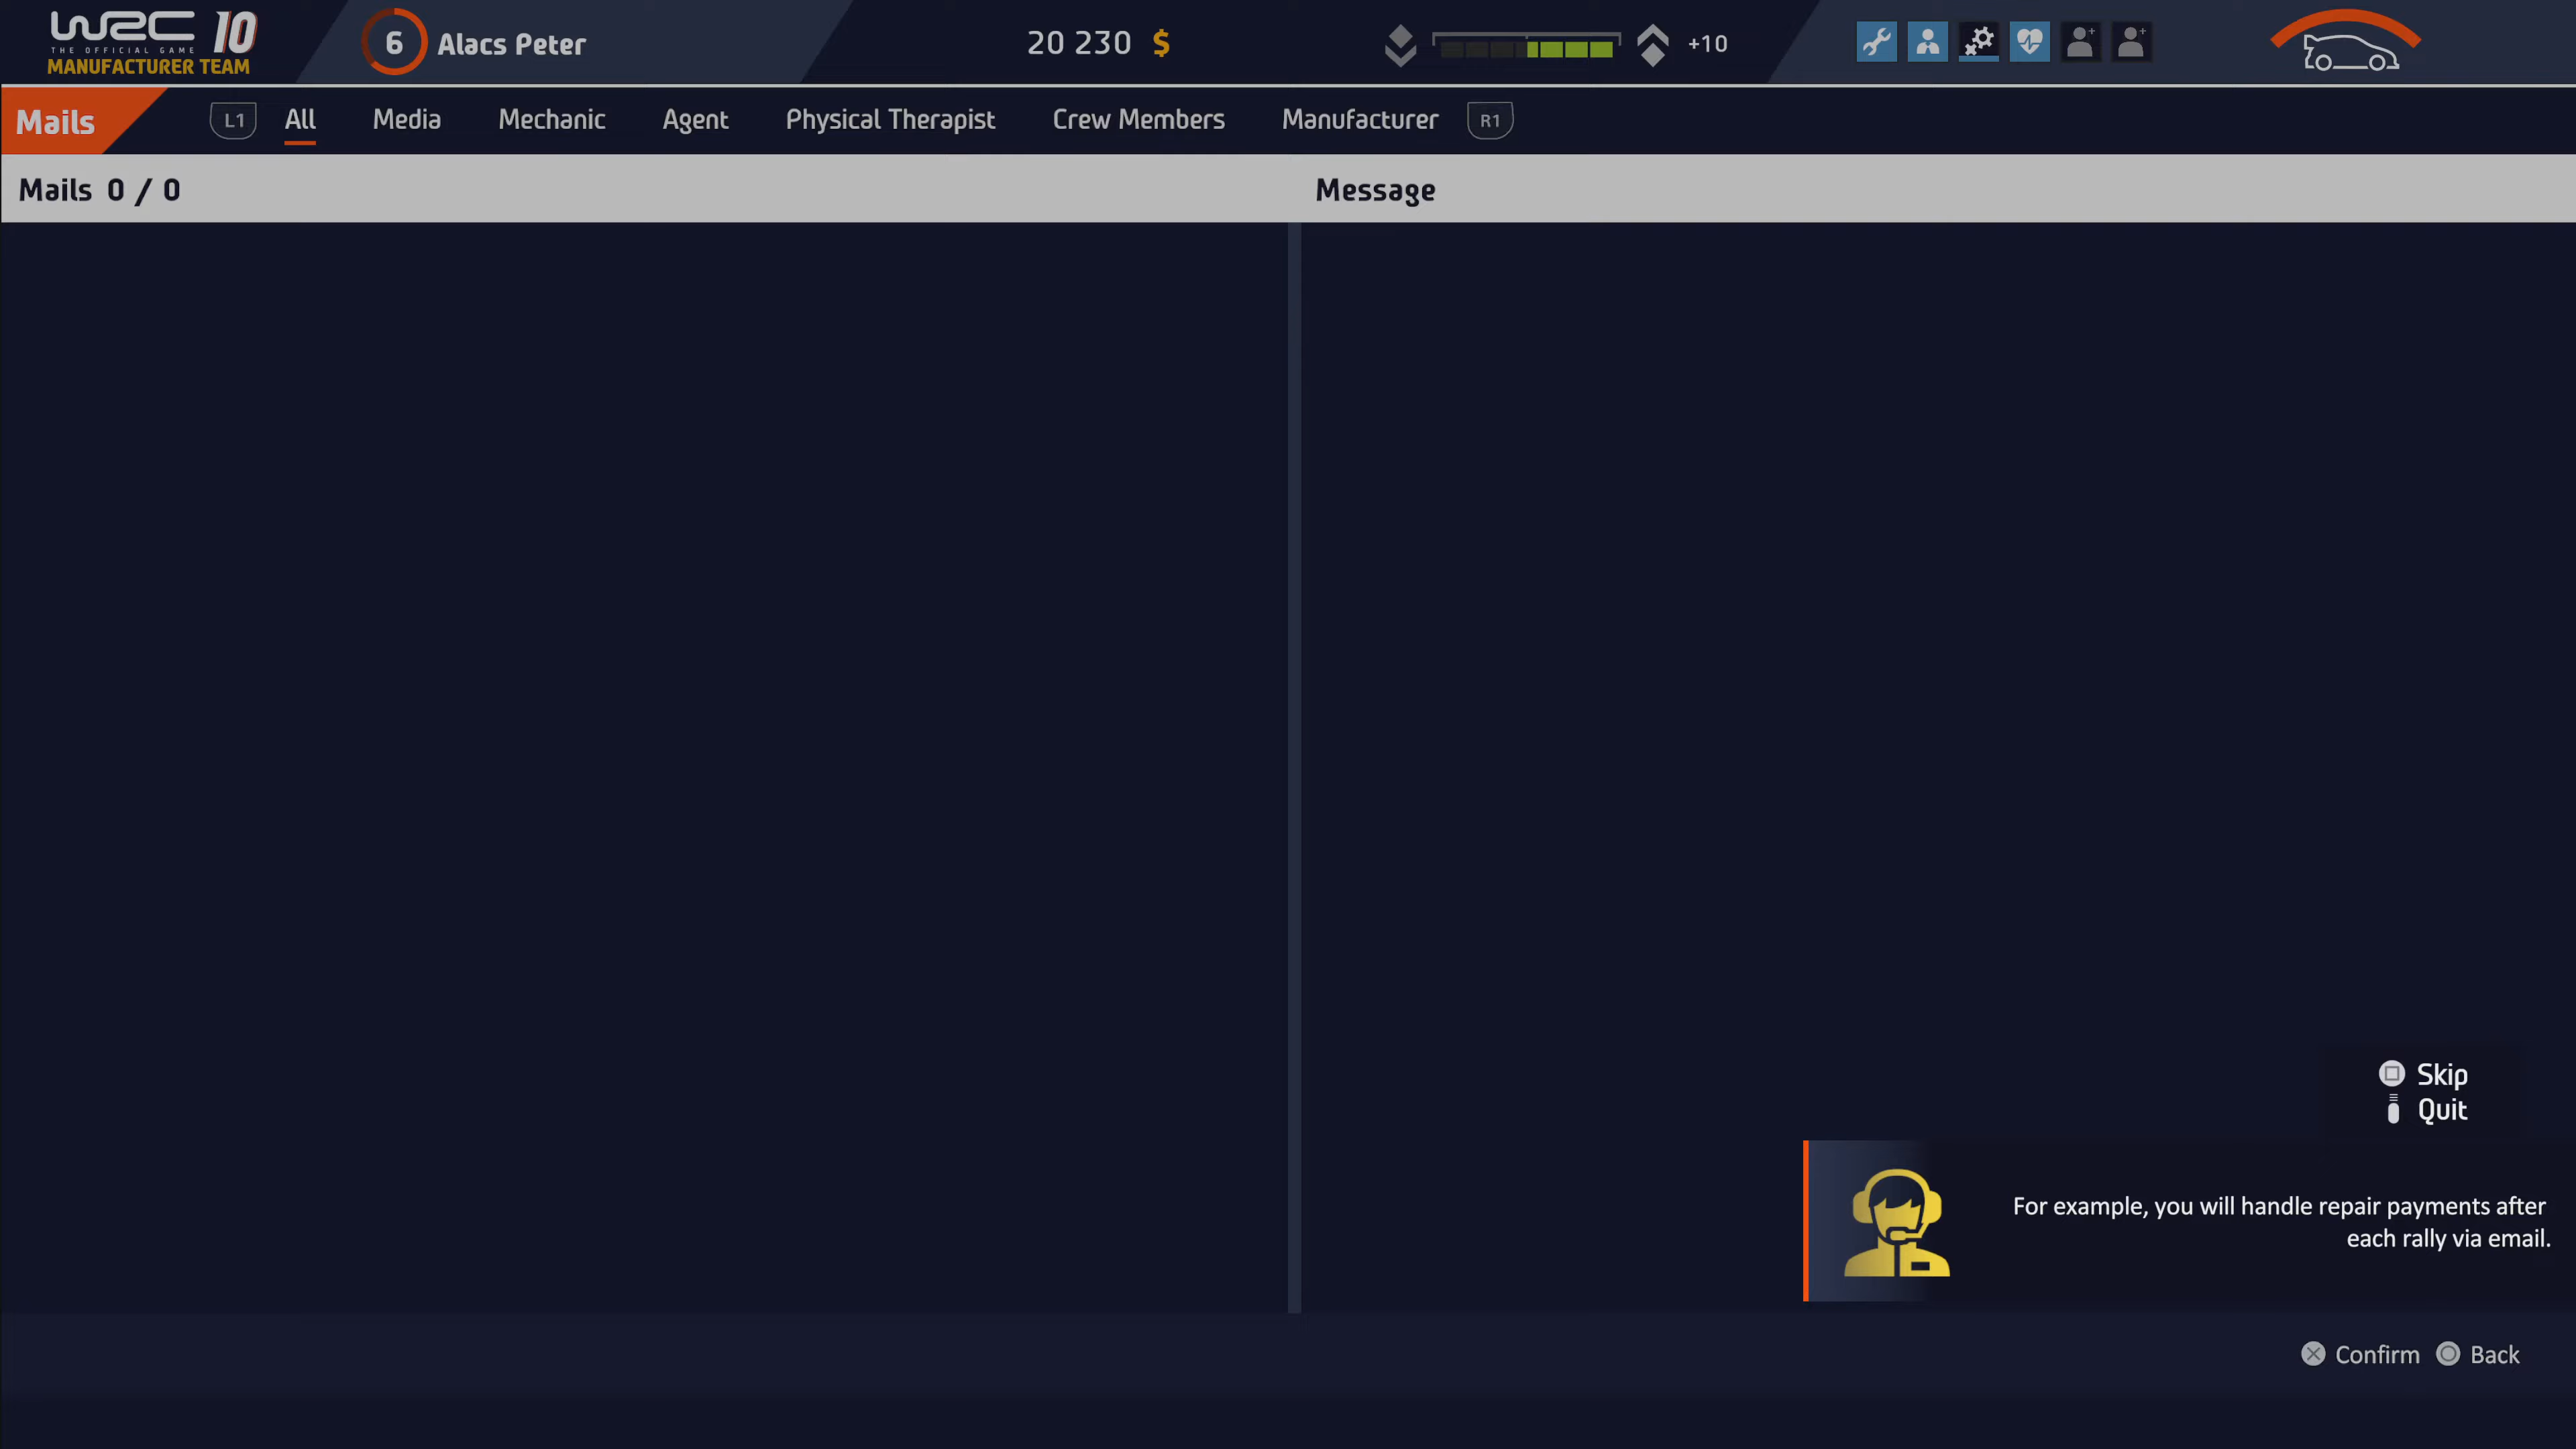 WRC 10
THE OFFICIAL GAME
MANUFACTURER TEAM
6 Alacs Peter
20 230 $
+10
Mails
L1 All Media Mechanic Agent Physical Therapist Crew Members Manufacturer R1
Mails 0 / 0
Message
Skip
Quit
For example, you will handle repair payments after
each rally via email.
Confirm Back